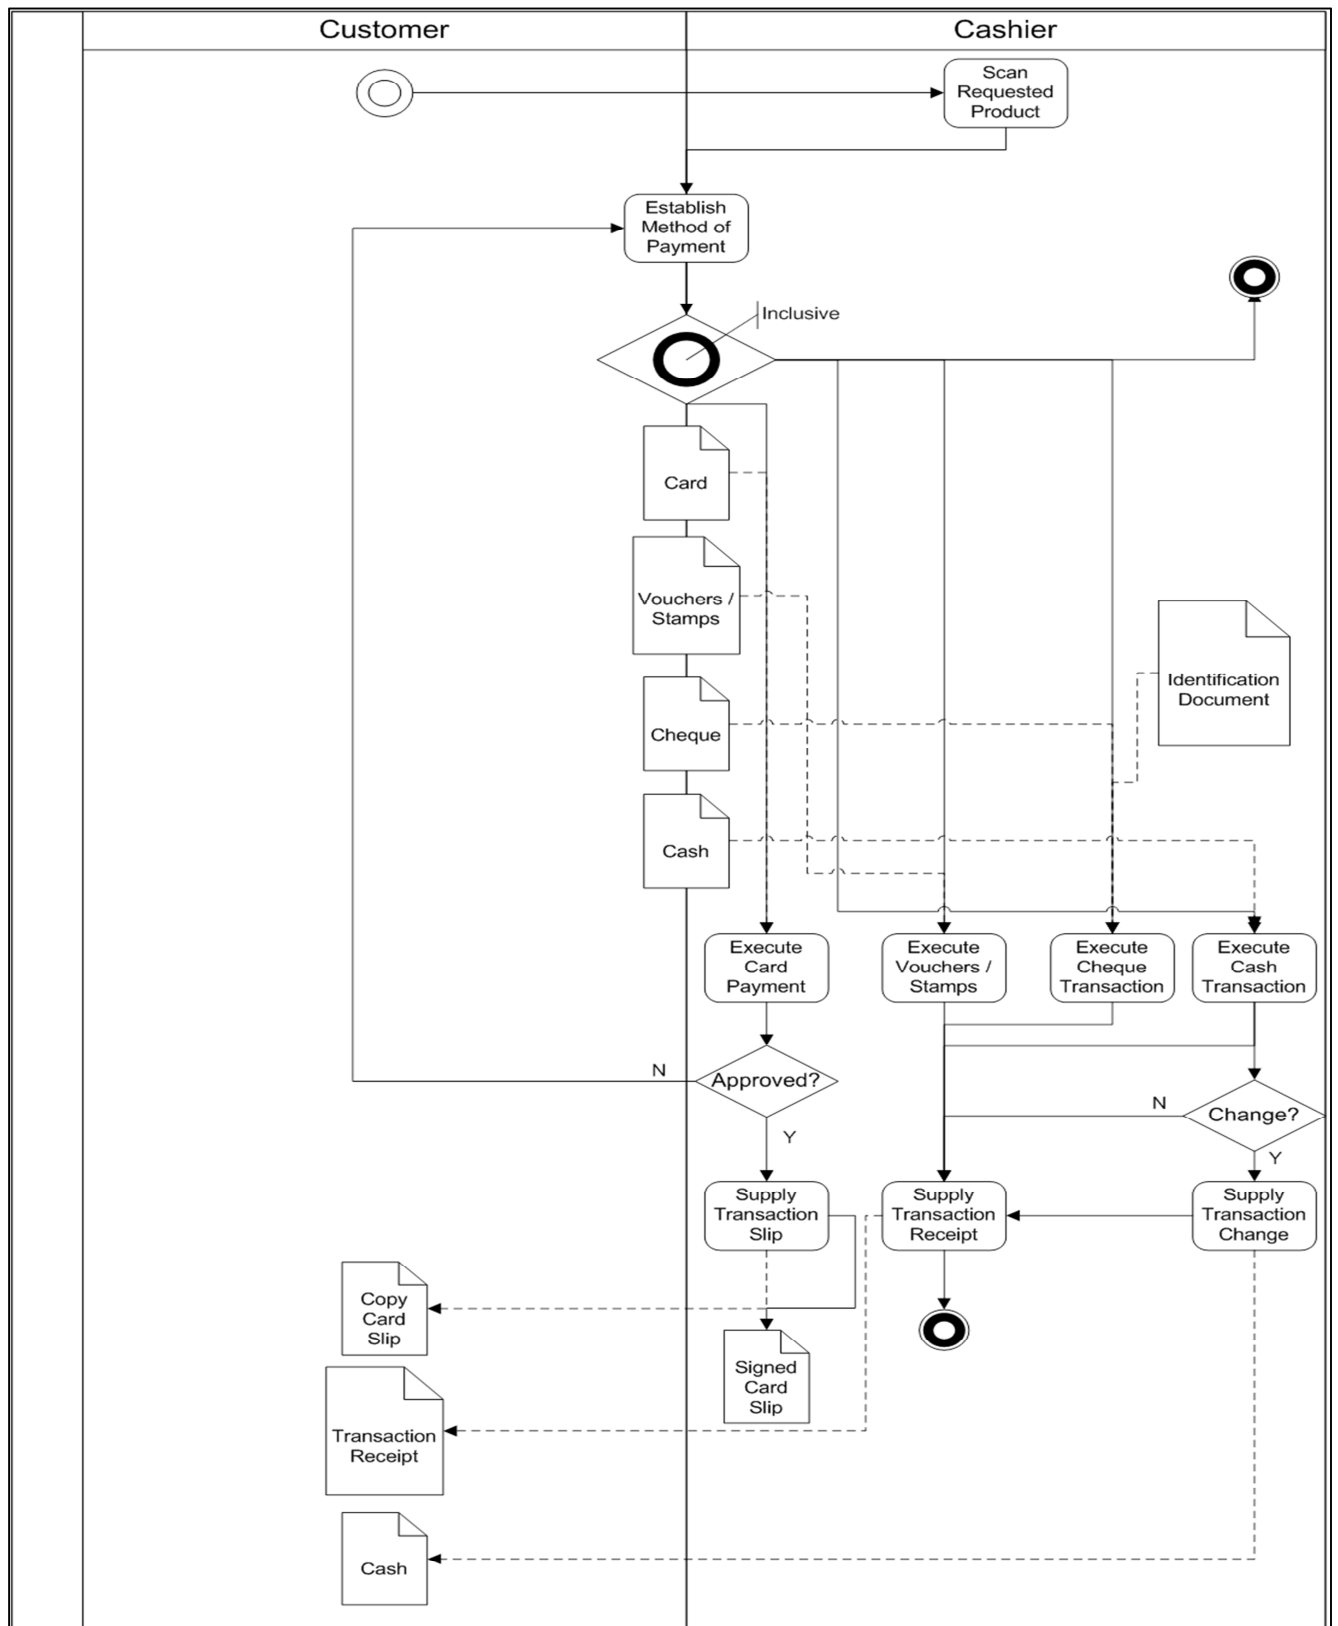 Customer
Cashier
Scan
Requested
Product
Establish
Method of
Payment
Inclusive
Card
Vouchers /
Stamps
Identification
Document
Cheque
Cash
Execute
Card
Payment
Execute
Vouchers /
Stamps
Execute
Cheque
Transaction
Execute
Cash
Transaction
N
Approved?
Y
N
Change?
Y
Supply
Transaction
Slip
Supply
Transaction
Receipt
Supply
Transaction
Change
Copy
Card
Slip
Signed
Card
Slip
Transaction
Receipt
Cash